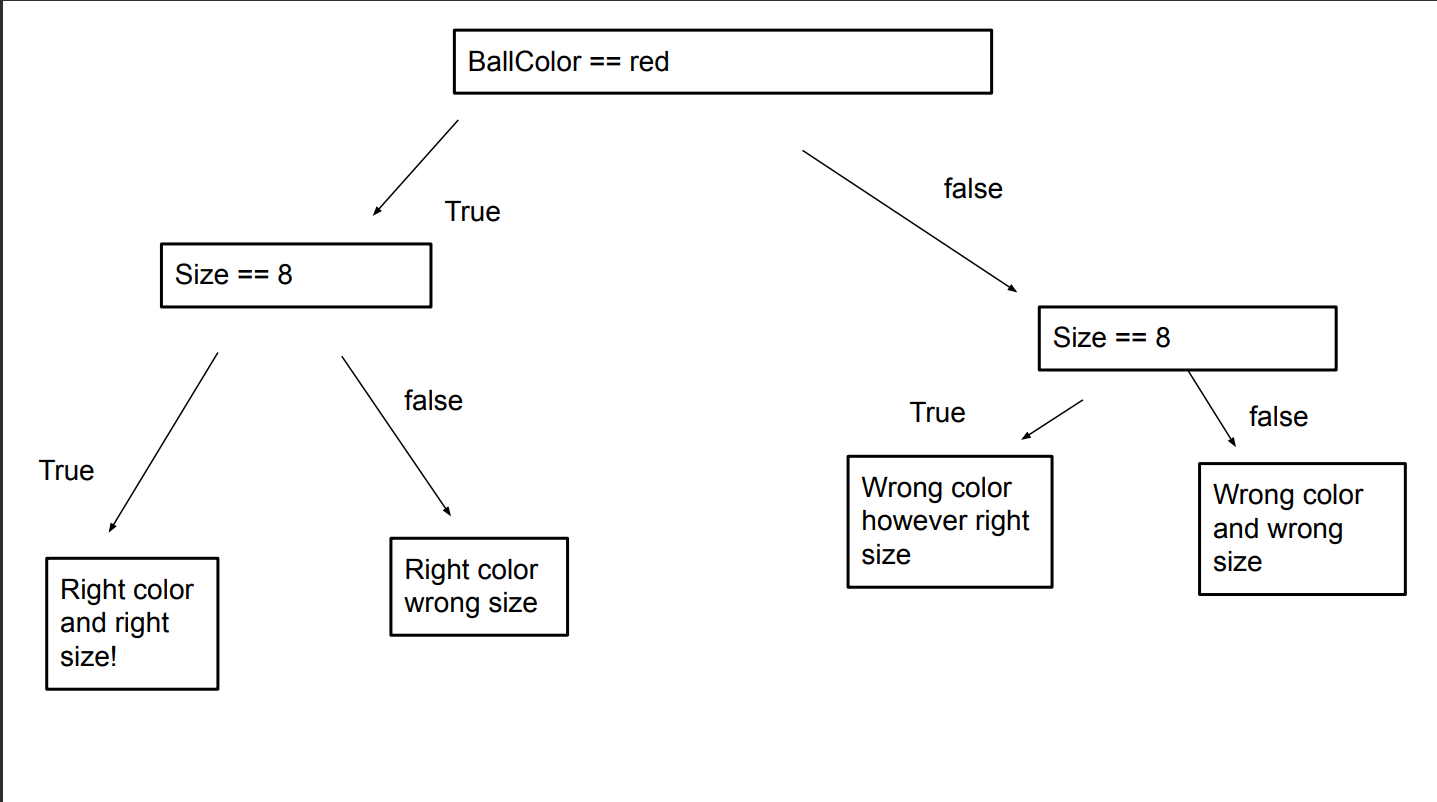 BallColor == red
True
false
Size == 8
Size == 8
True
false
True
false
Right color
and right
size!
Right color
wrong size
Wrong color
however right
size
Wrong color
and wrong
size